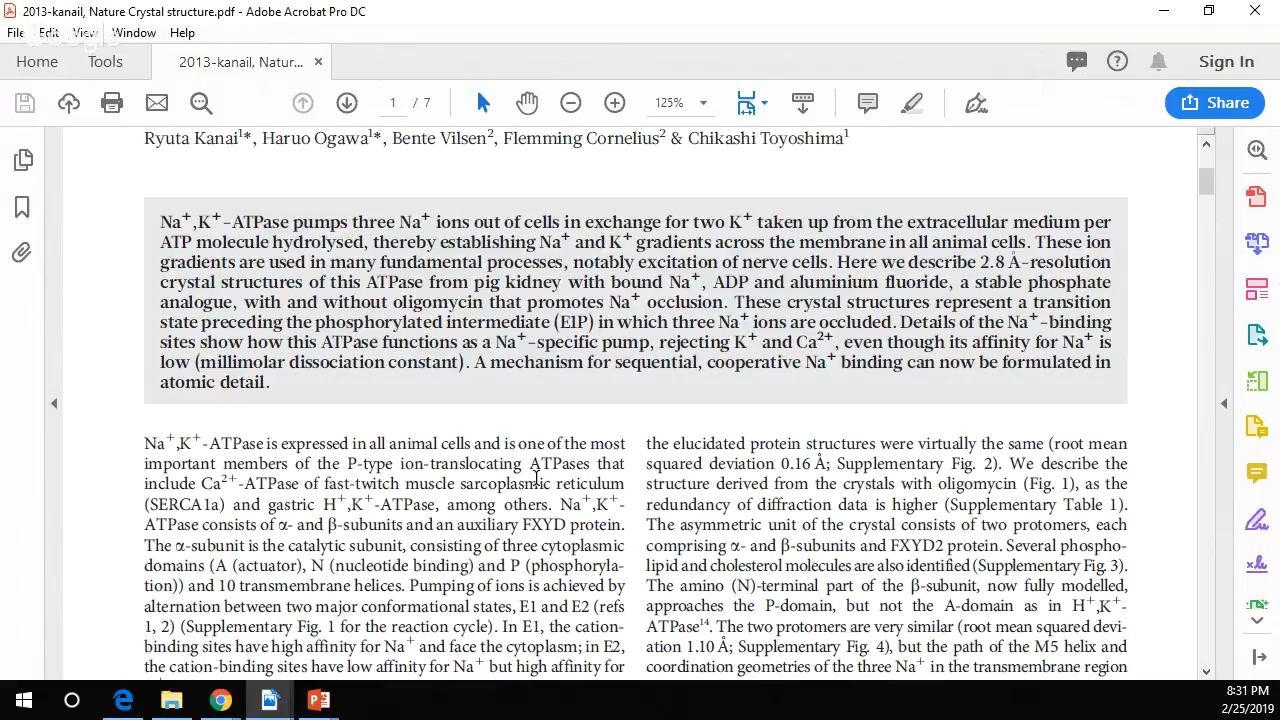 2013-kanail, Nature Crystal structure.pdf - Adobe Acrobat Pro DC
File Edit View Window Help
Home Tools 2013-kanail, Natur... × Sign In
1 / 7 125% Share
Ryuta Kanai¹*, Haruo Ogawa¹*, Bente Vilsen², Flemming Cornelius² & Chikashi Toyoshima¹
Na⁺,K⁺-ATPase pumps three Na⁺ ions out of cells in exchange for two K⁺ taken up from the extracellular medium per
ATP molecule hydrolysed, thereby establishing Na⁺ and K⁺ gradients across the membrane in all animal cells. These ion
gradients are used in many fundamental processes, notably excitation of nerve cells. Here we describe 2.8 Å-resolution
crystal structures of this ATPase from pig kidney with bound Na⁺, ADP and aluminium fluoride, a stable phosphate
analogue, with and without oligomycin that promotes Na⁺ occlusion. These crystal structures represent a transition
state preceding the phosphorylated intermediate (E1P) in which three Na⁺ ions are occluded. Details of the Na⁺-binding
sites show how this ATPase functions as a Na⁺-specific pump, rejecting K⁺ and Ca²⁺, even though its affinity for Na⁺ is
low (millimolar dissociation constant). A mechanism for sequential, cooperative Na⁺ binding can now be formulated in
atomic detail.
Na⁺,K⁺-ATPase is expressed in all animal cells and is one of the most
important members of the P-type ion-translocating ATPases that
include Ca²⁺-ATPase of fast-twitch muscle sarcoplasmic reticulum
(SERCA1a) and gastric H⁺,K⁺-ATPase, among others. Na⁺,K⁺-
ATPase consists of α- and β-subunits and an auxiliary FXYD protein.
The α-subunit is the catalytic subunit, consisting of three cytoplasmic
domains (A (actuator), N (nucleotide binding) and P (phosphoryla-
tion)) and 10 transmembrane helices. Pumping of ions is achieved by
alternation between two major conformational states, E1 and E2 (refs
1, 2) (Supplementary Fig. 1 for the reaction cycle). In E1, the cation-
binding sites have high affinity for Na⁺ and face the cytoplasm; in E2,
the cation-binding sites have low affinity for Na⁺ but high affinity for
the elucidated protein structures were virtually the same (root mean
squared deviation 0.16 Å; Supplementary Fig. 2). We describe the
structure derived from the crystals with oligomycin (Fig. 1), as the
redundancy of diffraction data is higher (Supplementary Table 1).
The asymmetric unit of the crystal consists of two protomers, each
comprising α- and β-subunits and FXYD2 protein. Several phospho-
lipid and cholesterol molecules are also identified (Supplementary Fig. 3).
The amino (N)-terminal part of the β-subunit, now fully modelled,
approaches the P-domain, but not the A-domain as in H⁺,K⁺-
ATPase¹⁴. The two protomers are very similar (root mean squared devi-
ation 1.10 Å; Supplementary Fig. 4), but the path of the M5 helix and
coordination geometries of the three Na⁺ in the transmembrane region
8:31 PM
2/25/2019